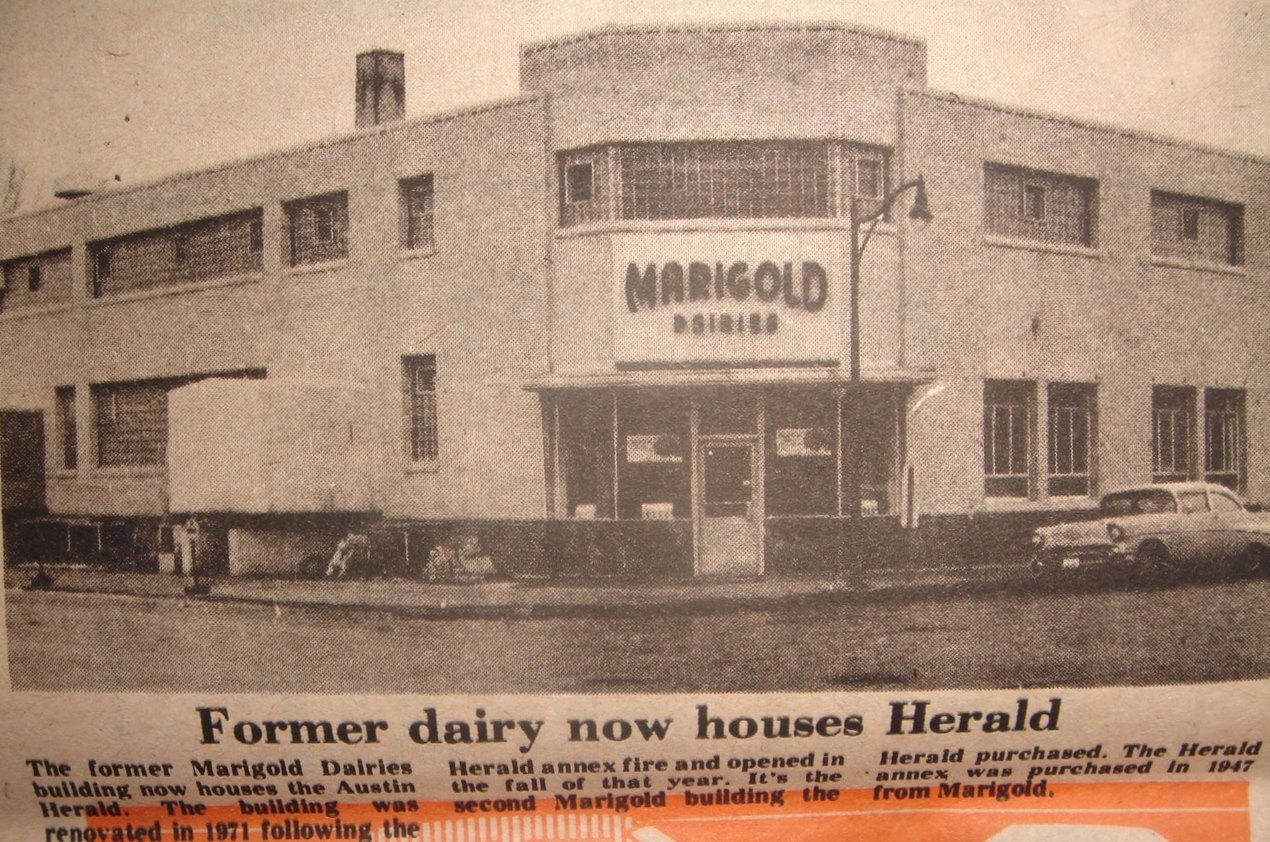 MARIGOLD
DAIRIES
Former dairy now houses Herald
The former Marigold Dairies
building now houses the Austin
Herald. The building was
renovated in 1971 following the
Herald annex fire and opened in
the fall of that year. It's the
second Marigold building the
Herald purchased. The Herald
annex was purchased in 1947
from Marigold.